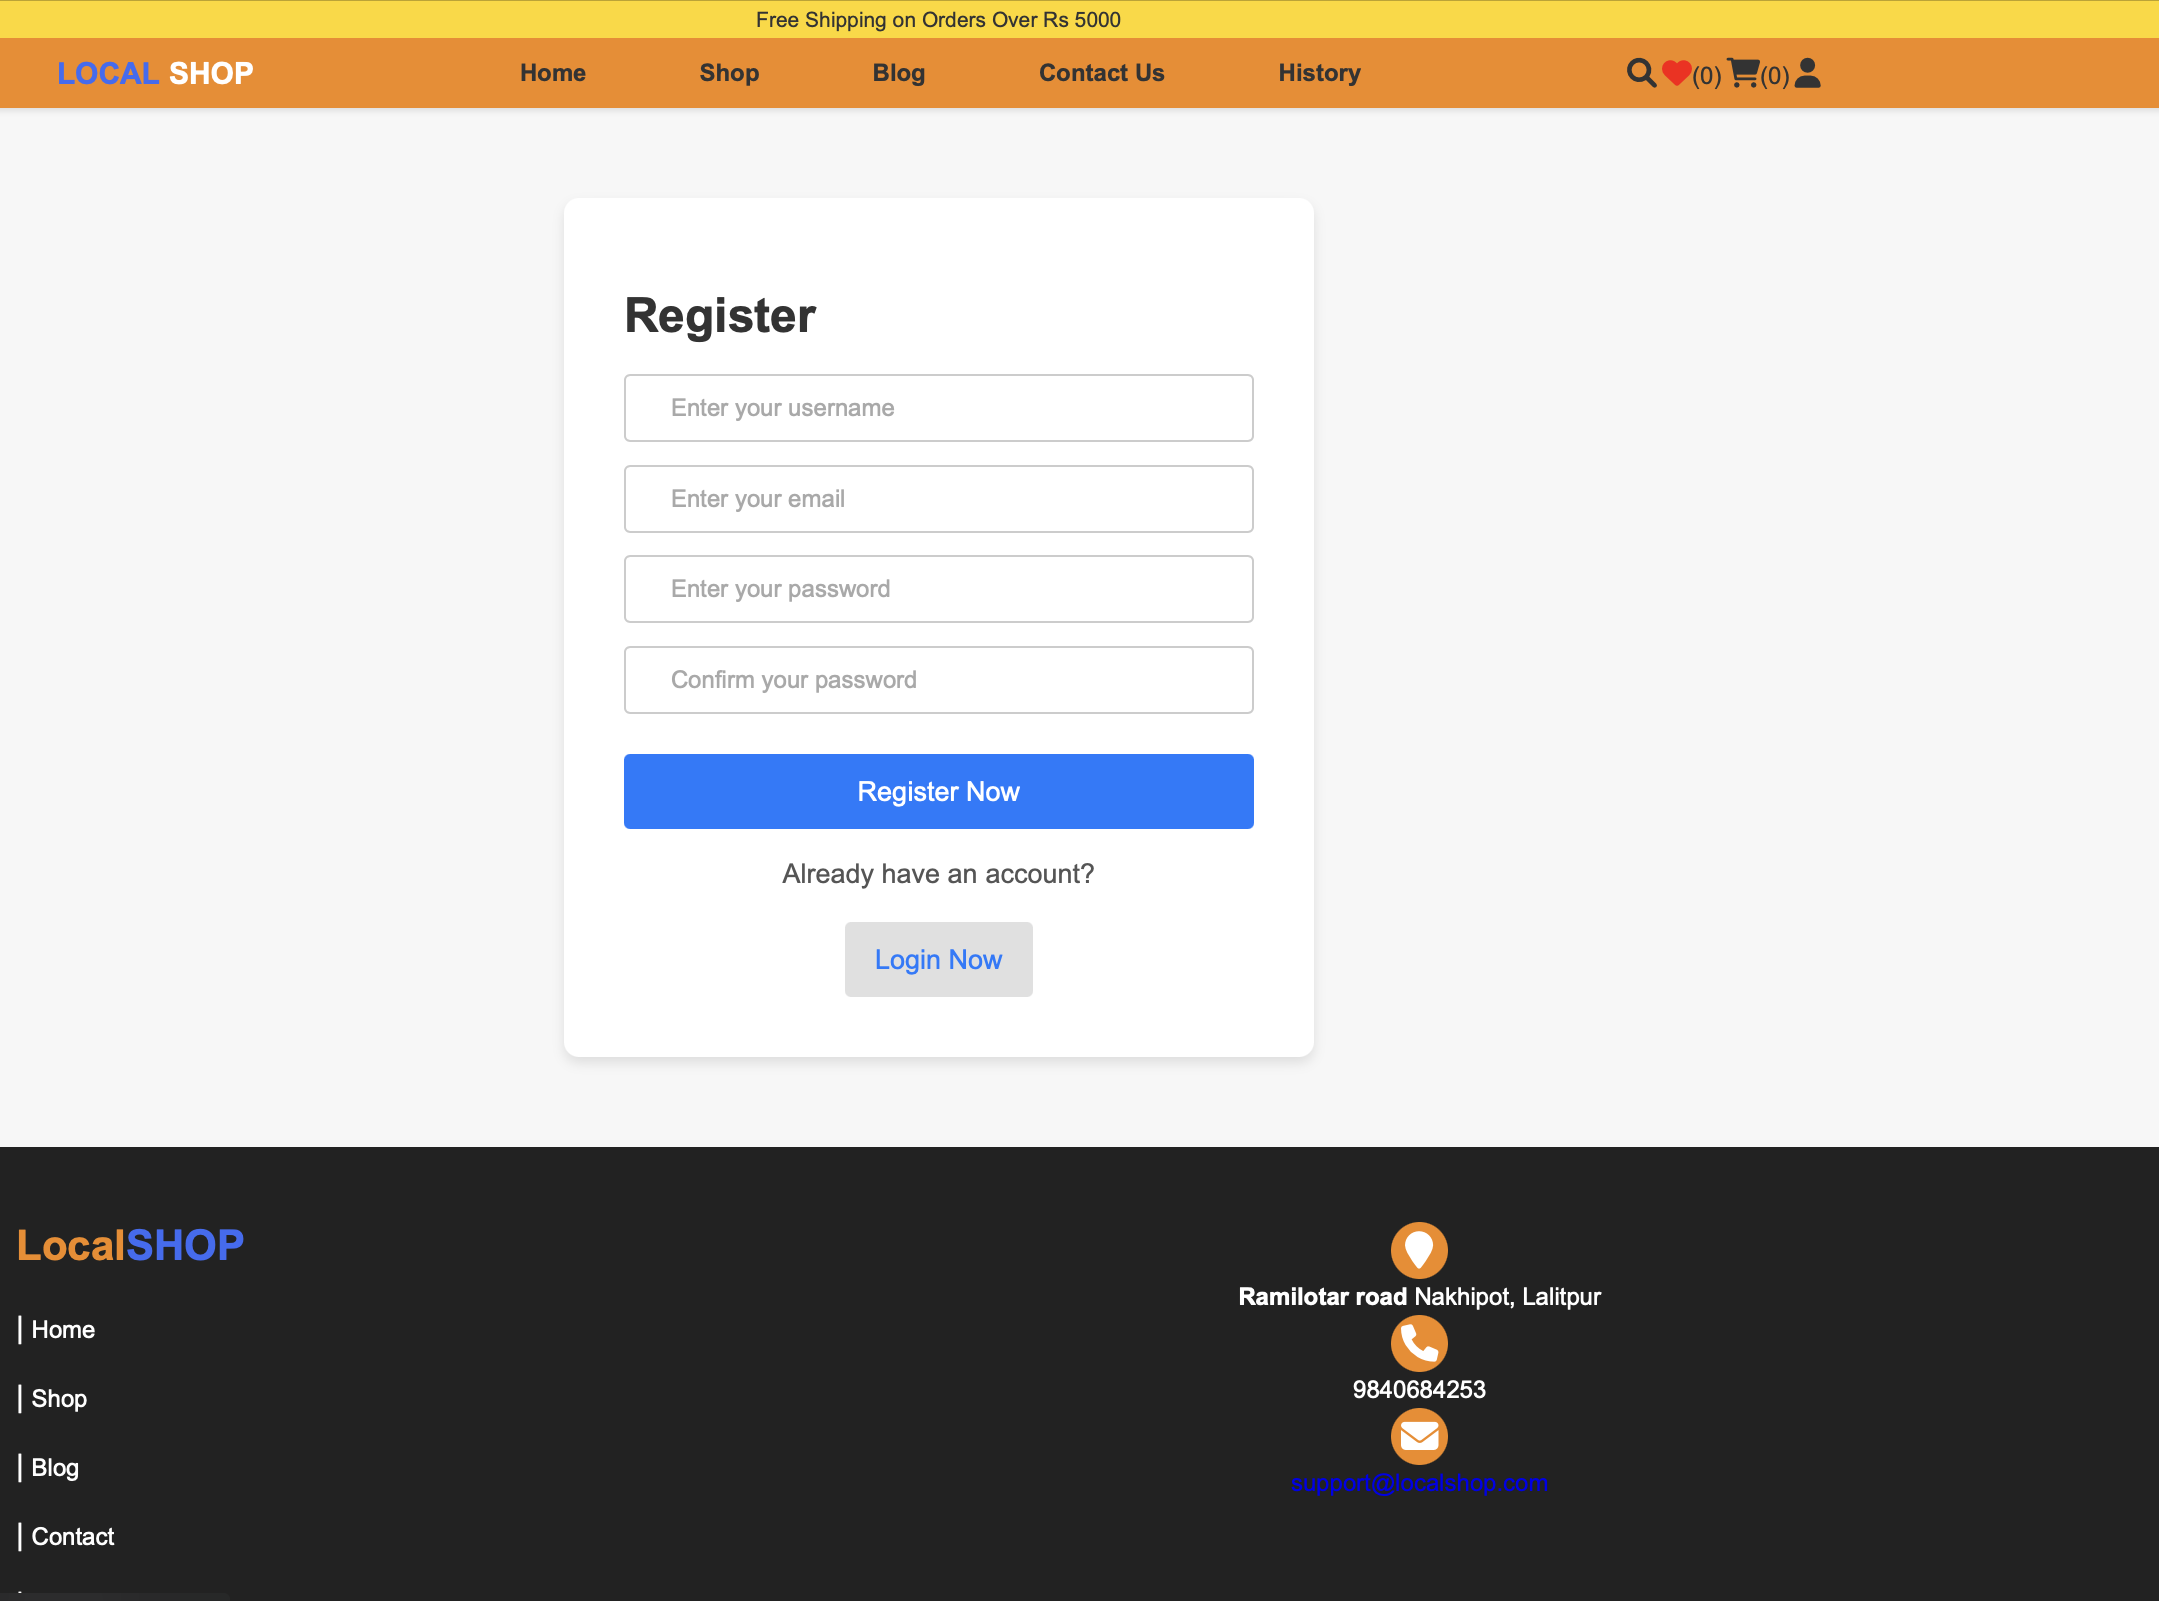 Free Shipping on Orders Over Rs 5000
LOCAL SHOP
Home
Shop
Blog
Contact Us
History
(0)
(0)
Register
Enter your username
Enter your email
Enter your password
Confirm your password
Register Now
Already have an account?
Login Now
LocalSHOP
Home
Shop
Blog
Contact
Ramilotar road Nakhipot, Lalitpur
9840684253
support@localshop.com